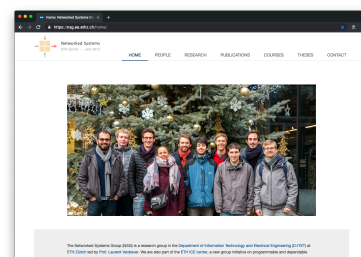 Home: Networked Systems
https://nsg.ee.ethz.ch/home/
Networked Systems
ETH Zürich — seit 2015
HOME PEOPLE RESEARCH PUBLICATIONS COURSES THESES CONTACT
The Networked Systems Group (NSG) is a research group in the Department of Information Technology and Electrical Engineering (D-ITET) at
ETH Zürich led by Prof. Laurent Vanbever. We are also part of the ETH ICE center, a new group initiative on programmable and dependable